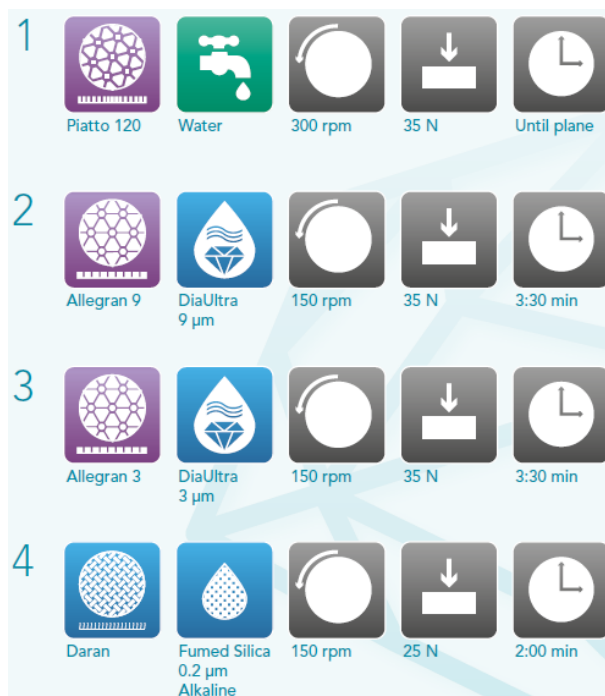 1
Piatto 120
Water
300 rpm
35 N
Until plane
2
Allegran 9
DiaUltra
9 µm
150 rpm
35 N
3:30 min
3
Allegran 3
DiaUltra
3 µm
150 rpm
35 N
3:30 min
4
Daran
Fumed Silica
0.2 µm
Alkaline
150 rpm
25 N
2:00 min